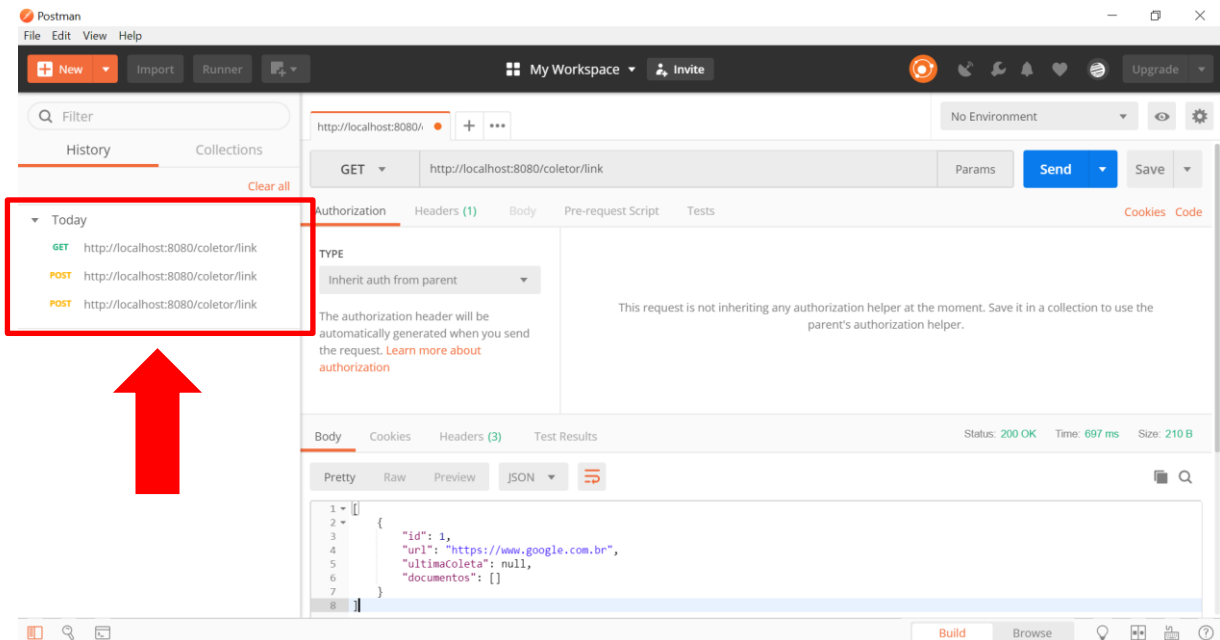 Postman
File Edit View Help
New Import Runner My Workspace Invite Upgrade
Filter
History Collections
Clear all
Today
GET http://localhost:8080/coletor/link
POST http://localhost:8080/coletor/link
POST http://localhost:8080/coletor/link
http://localhost:8080/ + •••
No Environment
GET http://localhost:8080/coletor/link Params Send Save
Authorization Headers (1) Body Pre-request Script Tests Cookies Code
TYPE
Inherit auth from parent
The authorization header will be
automatically generated when you send
the request. Learn more about
authorization
This request is not inheriting any authorization helper at the moment. Save it in a collection to use the
parent's authorization helper.
Body Cookies Headers (3) Test Results Status: 200 OK Time: 697 ms Size: 210 B
Pretty Raw Preview JSON
1 [
2 {
3 "id": 1,
4 "url": "https://www.google.com.br",
5 "ultimaColeta": null,
6 "documentos": []
7 }
8 ]
Build Browse ?